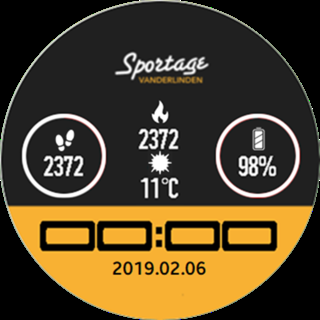 Sportage
VANDERLINDEN
2372
2372
98%
11°C
00:00
2019.02.06